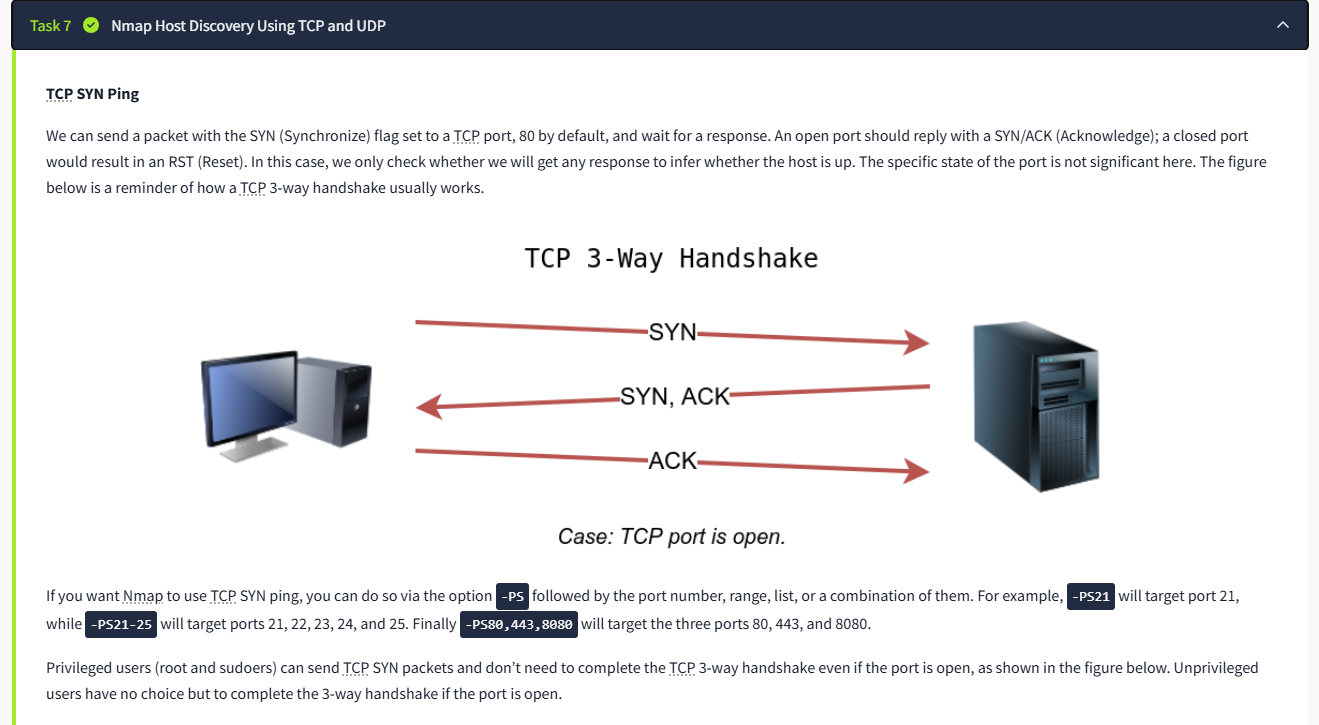 Task 7 Nmap Host Discovery Using TCP and UDP
TCP SYN Ping
We can send a packet with the SYN (Synchronize) flag set to a TCP port, 80 by default, and wait for a response. An open port should reply with a SYN/ACK (Acknowledge); a closed port
would result in an RST (Reset). In this case, we only check whether we will get any response to infer whether the host is up. The specific state of the port is not significant here. The figure
below is a reminder of how a TCP 3-way handshake usually works.
TCP 3-Way Handshake
SYN
SYN, ACK
ACK
Case: TCP port is open.
If you want Nmap to use TCP SYN ping, you can do so via the option -PS followed by the port number, range, list, or a combination of them. For example, -PS21 will target port 21,
while -PS21-25 will target ports 21, 22, 23, 24, and 25. Finally -PS80,443,8080 will target the three ports 80, 443, and 8080.
Privileged users (root and sudoers) can send TCP SYN packets and don’t need to complete the TCP 3-way handshake even if the port is open, as shown in the figure below. Unprivileged
users have no choice but to complete the 3-way handshake if the port is open.